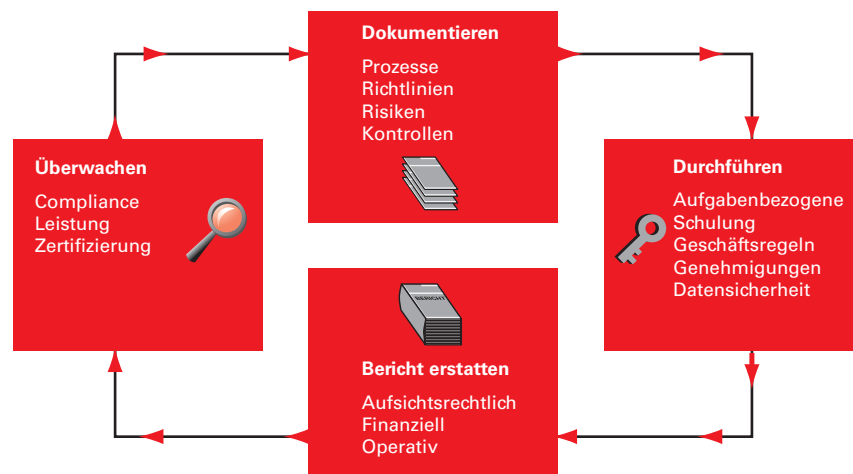 Dokumentieren
Prozesse
Richtlinien
Risiken
Kontrollen
Überwachen
Compliance
Leistung
Zertifizierung
Durchführen
Aufgabenbezogene
Schulung
Geschäftsregeln
Genehmigungen
Datensicherheit
BERICHT
Bericht erstatten
Aufsichtsrechtlich
Finanziell
Operativ